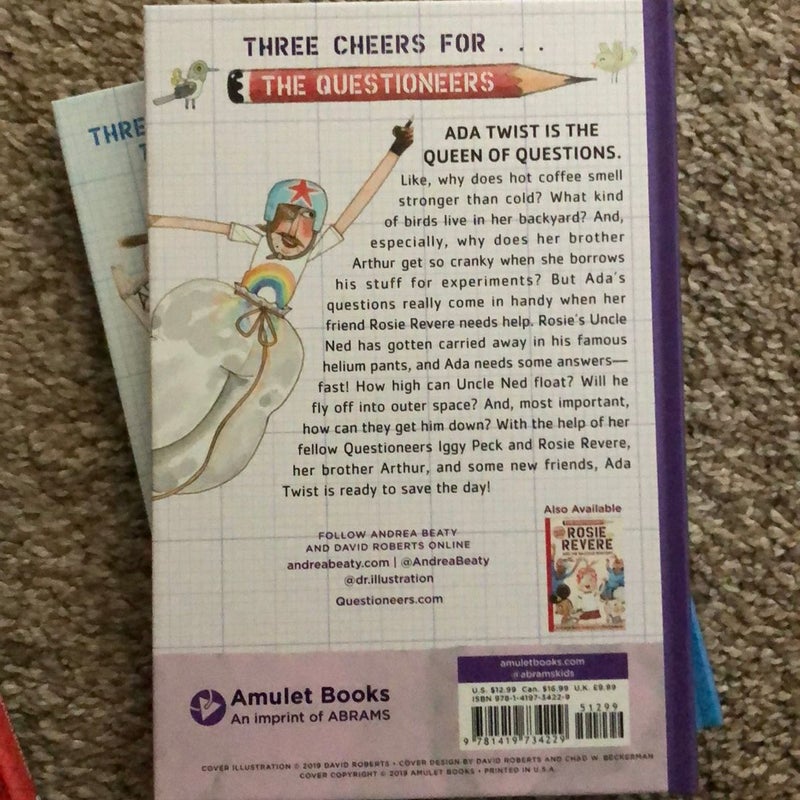 THREE CHEERS FOR . . .
THE QUESTIONEERS
THRE
ADA TWIST IS THE
QUEEN OF QUESTIONS.
Like, why does hot coffee smell
stronger than cold? What kind
of birds live in her backyard? And,
especially, why does her brother
Arthur get so cranky when she borrows
his stuff for experiments? But Ada's
questions really come in handy when her
friend Rosie Revere needs help. Rosie's Uncle
Ned has gotten carried away in his famous
helium pants, and Ada needs some answers—
fast! How high can Uncle Ned float? Will he
fly off into outer space? And, most important,
how can they get him down? With the help of her
fellow Questioneers Iggy Peck and Rosie Revere,
her brother Arthur, and some new friends, Ada
Twist is ready to save the day!
Also Available
ROSIE
REVERE
FOLLOW ANDREA BEATY
AND DAVID ROBERTS ONLINE
andreabeaty.com | @AndreaBeaty
@dr.illustration
Questioneers.com
Amulet Books
An imprint of ABRAMS
amuletbooks.com
@abramskids
U.S. $12.99 Can. $16.99 U.K. £9.99
ISBN 978-1-4197-3422-9
51299
9 781419 734229
COVER ILLUSTRATION © 2019 DAVID ROBERTS • COVER DESIGN BY DAVID ROBERTS AND CHAD W. BECKERMAN
COVER COPYRIGHT © 2019 AMULET BOOKS • PRINTED IN U.S.A.